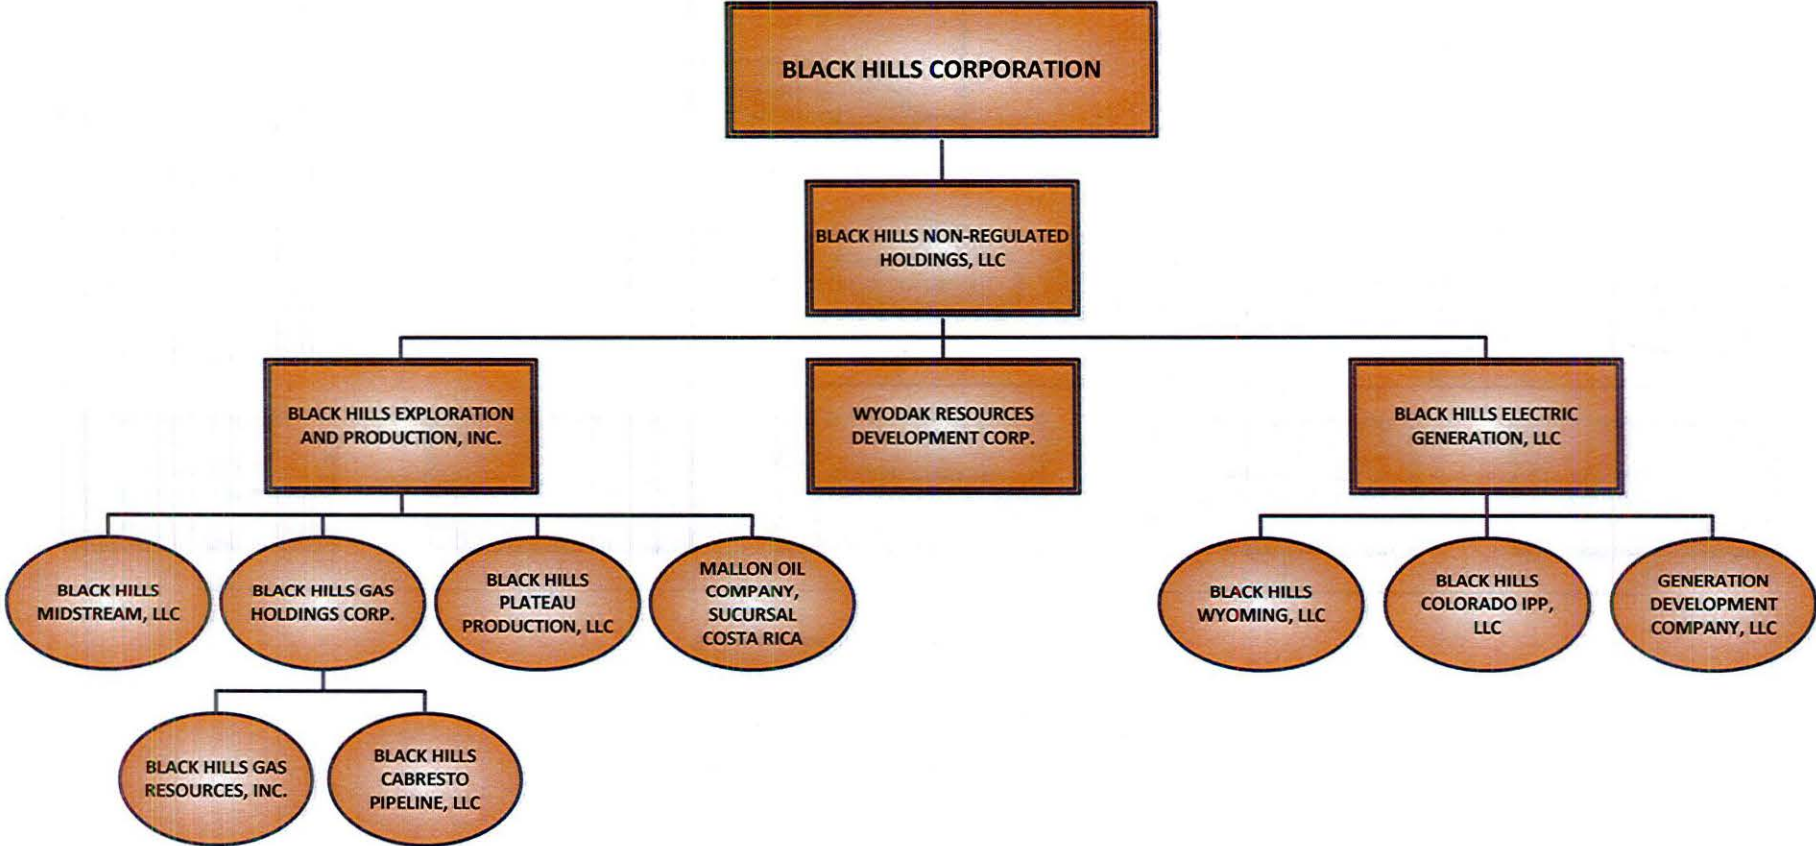 BLACK HILLS CORPORATION
BLACK HILLS NON-REGULATED
HOLDINGS, LLC
BLACK HILLS EXPLORATION
AND PRODUCTION, INC.
WYODAK RESOURCES
DEVELOPMENT CORP.
BLACK HILLS ELECTRIC
GENERATION, LLC
BLACK HILLS
MIDSTREAM, LLC
BLACK HILLS GAS
HOLDINGS CORP.
BLACK HILLS
PLATEAU
PRODUCTION, LLC
MALLON OIL
COMPANY,
SUCURSAL
COSTA RICA
BLACK HILLS
WYOMING, LLC
BLACK HILLS
COLORADO IPP,
LLC
GENERATION
DEVELOPMENT
COMPANY, LLC
BLACK HILLS GAS
RESOURCES, INC.
BLACK HILLS
CABRESTO
PIPELINE, LLC